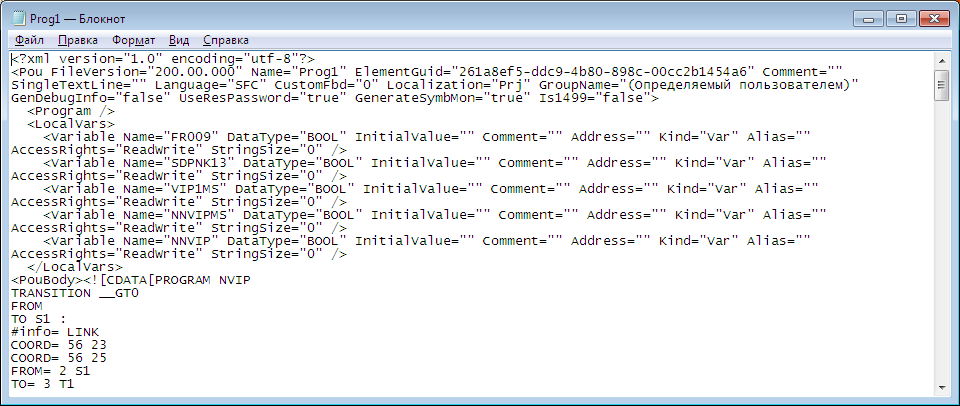 Prog1 — Блокнот
Файл Правка Формат Вид Справка
<?xml version="1.0" encoding="utf-8"?>
<Pou FileVersion="200.00.000" Name="Prog1" ElementGuid="261a8ef5-ddc9-4b80-898c-00cc2b1454a6" Comment=""
SingleTextLine="" Language="SFC" CustomFbd="0" Localization="Prj" GroupName="(Определяемый пользователем)"
GenDebugInfo="false" UseResPassword="true" GenerateSymbMon="true" Is1499="false">
<Program />
<LocalVars>
<Variable Name="FR009" DataType="BOOL" InitialValue="" Comment="" Address="" Kind="Var" Alias=""
AccessRights="ReadWrite" StringSize="0" />
<Variable Name="SDPNK13" DataType="BOOL" InitialValue="" Comment="" Address="" Kind="Var" Alias=""
AccessRights="ReadWrite" StringSize="0" />
<Variable Name="VIP1MS" DataType="BOOL" InitialValue="" Comment="" Address="" Kind="Var" Alias=""
AccessRights="ReadWrite" StringSize="0" />
<Variable Name="NNVIPMS" DataType="BOOL" InitialValue="" Comment="" Address="" Kind="Var" Alias=""
AccessRights="ReadWrite" StringSize="0" />
<Variable Name="NNVIP" DataType="BOOL" InitialValue="" Comment="" Address="" Kind="Var" Alias=""
AccessRights="ReadWrite" StringSize="0" />
</LocalVars>
<PouBody><![CDATA[PROGRAM NVIP
TRANSITION __GT0
FROM
TO S1 :
#info= LINK
COORD= 56 23
COORD= 56 25
FROM= 2 S1
TO= 3 T1